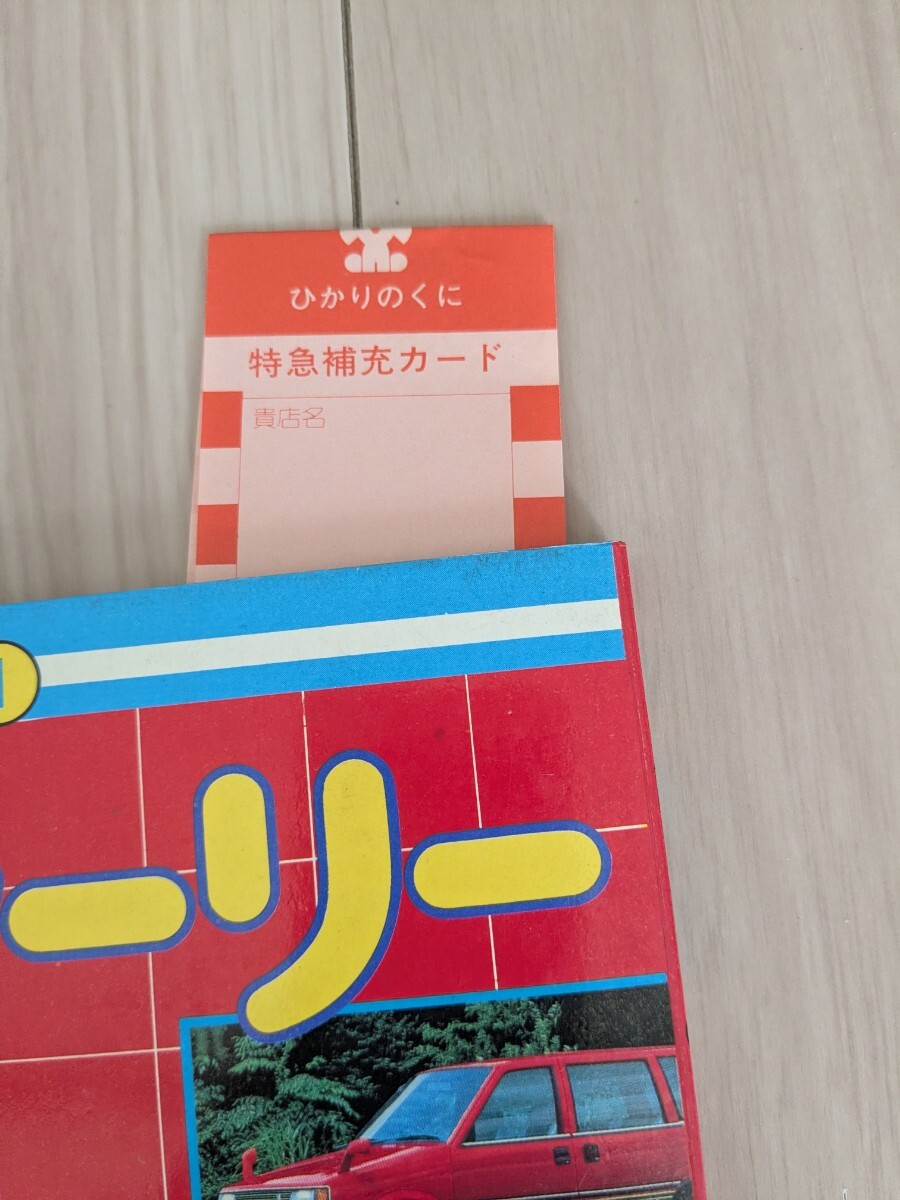 ひかりのくに
特急補充カード
貴店名
ーリー